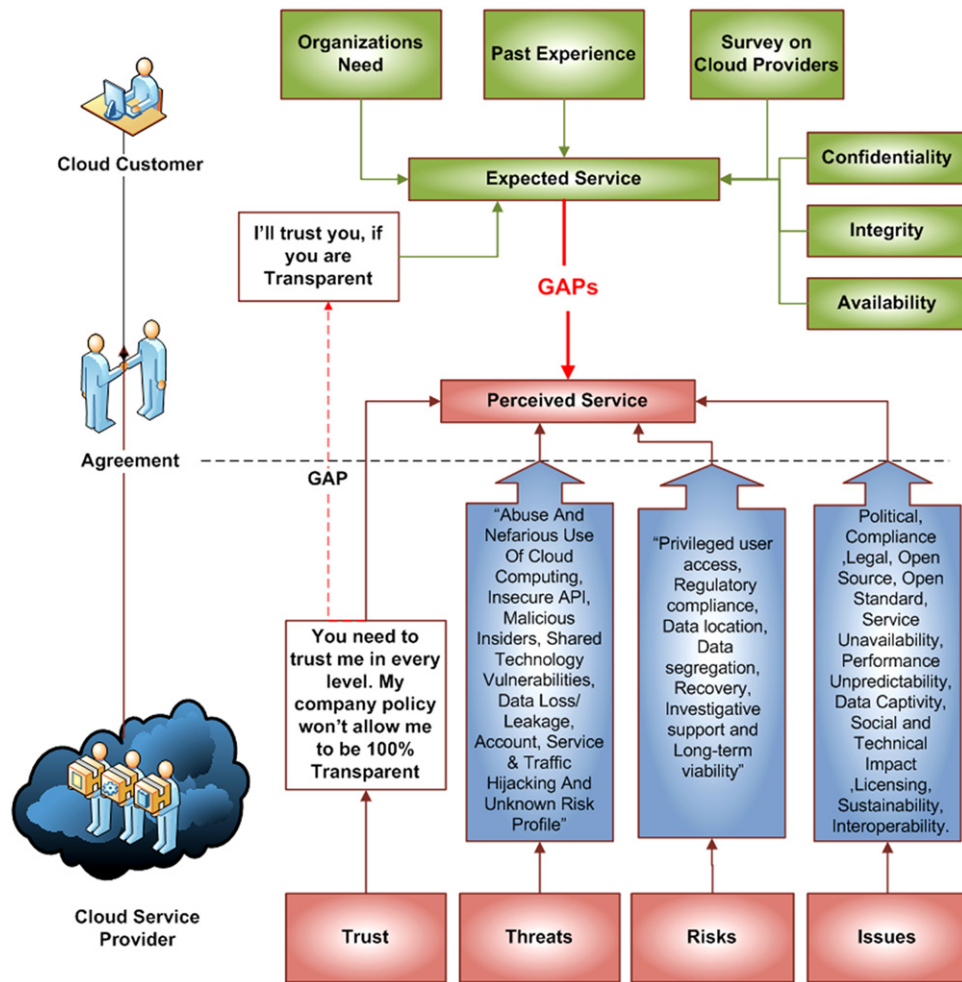 Organizations
Need
Past Experience
Survey on
Cloud Providers
Cloud Customer
Expected Service
Confidentiality
Integrity
Availability
I'll trust you, if
you are
Transparent
GAPs
Perceived Service
Agreement
GAP
You need to
trust me in every
level. My
company policy
won't allow me
to be 100%
Transparent
“Abuse And
Nefarious Use
Of Cloud
Computing,
Insecure API,
Malicious
Insiders, Shared
Technology
Vulnerabilities,
Data Loss/
Leakage,
Account, Service
& Traffic
Hijacking And
Unknown Risk
Profile”
“Privileged user
access,
Regulatory
compliance,
Data location,
Data
segregation,
Recovery,
Investigative
support and
Long-term
viability”
Political,
Compliance
,Legal, Open
Source, Open
Standard,
Service
Unavailability,
Performance
Unpredictability,
Data Captivity,
Social and
Technical
Impact
,Licensing,
Sustainability,
Interoperability.
Cloud Service
Provider
Trust
Threats
Risks
Issues